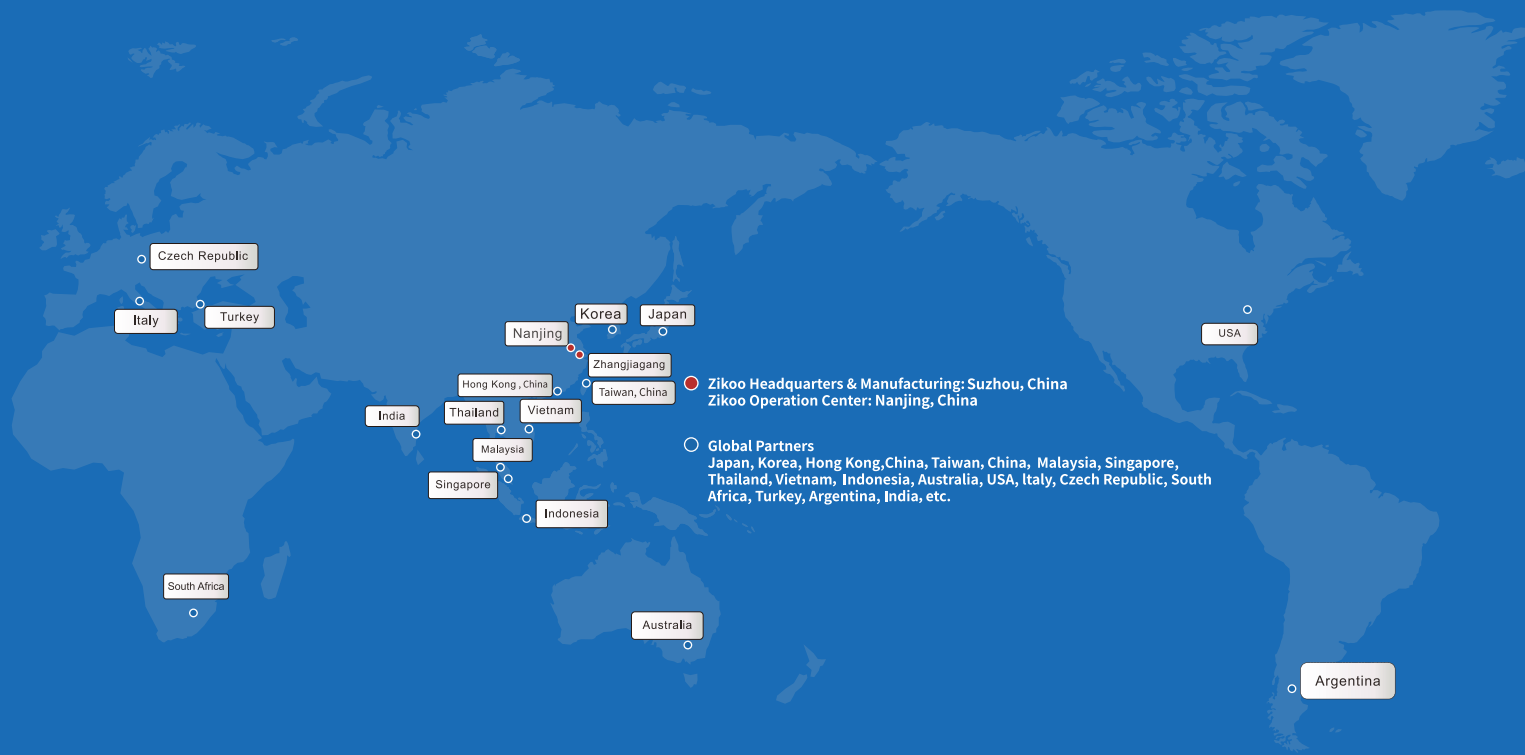 Czech Republic
Italy
Turkey
Korea
Japan
Nanjing
USA
Zhangjiagang
Hong Kong , China
Taiwan, China
India
Thailand
Vietnam
Malaysia
Singapore
Indonesia
South Africa
Australia
Argentina
Zikoo Headquarters & Manufacturing: Suzhou, China
Zikoo Operation Center: Nanjing, China
Global Partners
Japan, Korea, Hong Kong,China, Taiwan, China, Malaysia, Singapore,
Thailand, Vietnam, Indonesia, Australia, USA, ltaly, Czech Republic, South
Africa, Turkey, Argentina, India, etc.